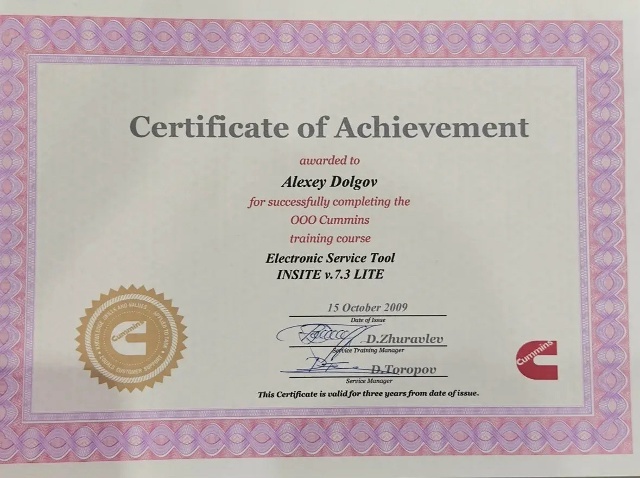 Certificate of Achievement
awarded to
Alexey Dolgov
for successfully completing the
OOO Cummins
training course
Electronic Service Tool
INSITE v.7.3 LITE
15 October 2009
Date of Issue
D.Zhuravlev
Service Training Manager
D.Toropov
Service Manager
This Certificate is valid for three years from date of issue.
Cummins
Cummins